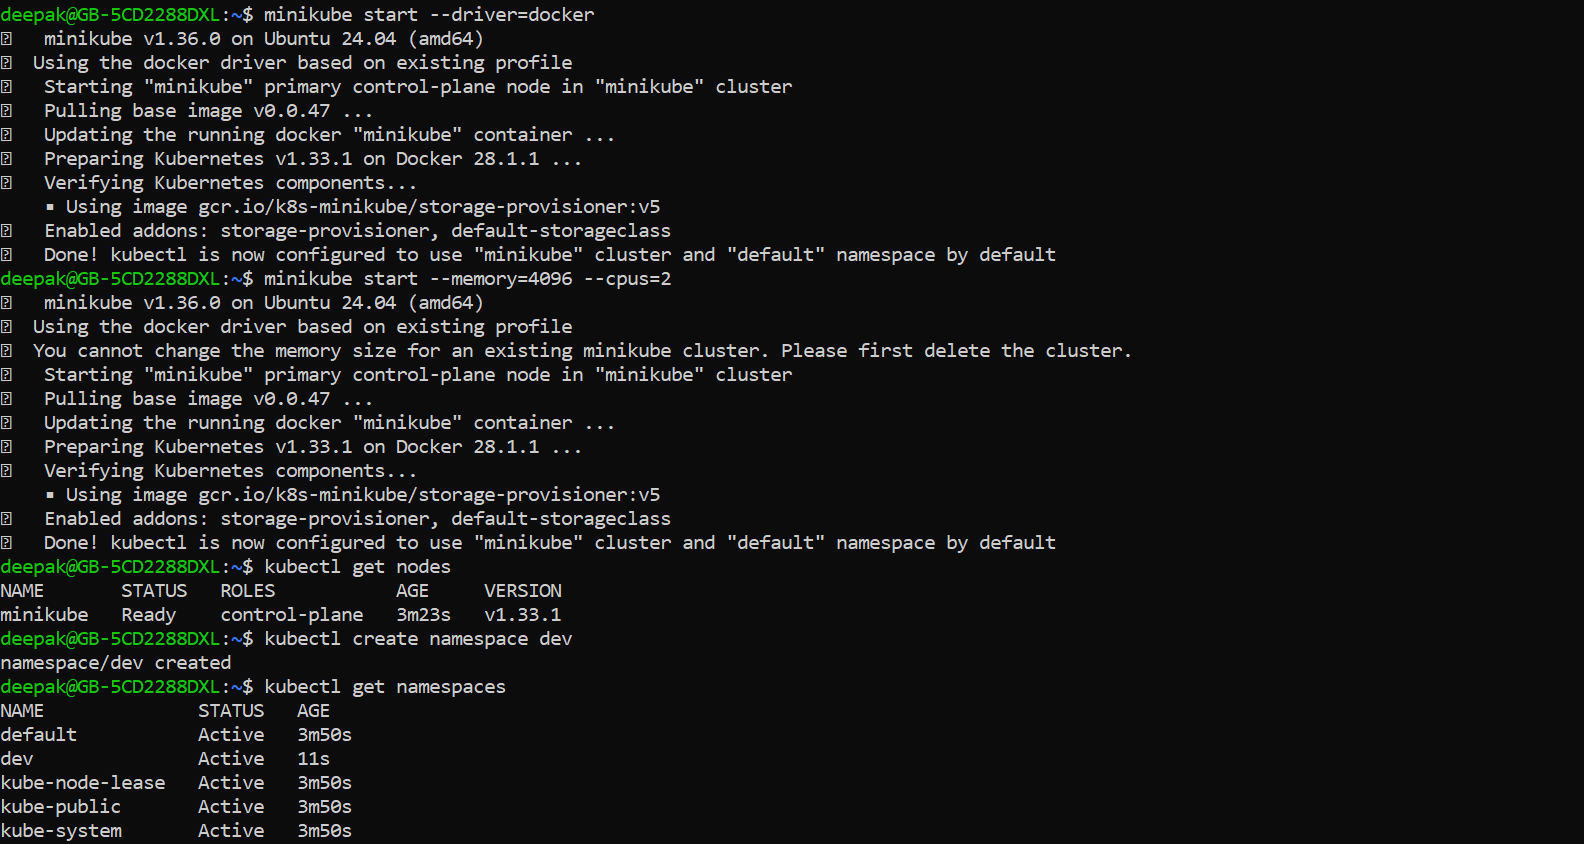 deepak@GB-5CD2288DXL:~$ minikube start --driver=docker
minikube v1.36.0 on Ubuntu 24.04 (amd64)
Using the docker driver based on existing profile
Starting "minikube" primary control-plane node in "minikube" cluster
Pulling base image v0.0.47 ...
Updating the running docker "minikube" container ...
Preparing Kubernetes v1.33.1 on Docker 28.1.1 ...
Verifying Kubernetes components...
▪ Using image gcr.io/k8s-minikube/storage-provisioner:v5
Enabled addons: storage-provisioner, default-storageclass
Done! kubectl is now configured to use "minikube" cluster and "default" namespace by default
deepak@GB-5CD2288DXL:~$ minikube start --memory=4096 --cpus=2
minikube v1.36.0 on Ubuntu 24.04 (amd64)
Using the docker driver based on existing profile
You cannot change the memory size for an existing minikube cluster. Please first delete the cluster.
Starting "minikube" primary control-plane node in "minikube" cluster
Pulling base image v0.0.47 ...
Updating the running docker "minikube" container ...
Preparing Kubernetes v1.33.1 on Docker 28.1.1 ...
Verifying Kubernetes components...
▪ Using image gcr.io/k8s-minikube/storage-provisioner:v5
Enabled addons: storage-provisioner, default-storageclass
Done! kubectl is now configured to use "minikube" cluster and "default" namespace by default
deepak@GB-5CD2288DXL:~$ kubectl get nodes
NAME       STATUS   ROLES           AGE     VERSION
minikube   Ready    control-plane   3m23s   v1.33.1
deepak@GB-5CD2288DXL:~$ kubectl create namespace dev
namespace/dev created
deepak@GB-5CD2288DXL:~$ kubectl get namespaces
NAME              STATUS   AGE
default           Active   3m50s
dev               Active   11s
kube-node-lease   Active   3m50s
kube-public       Active   3m50s
kube-system       Active   3m50s